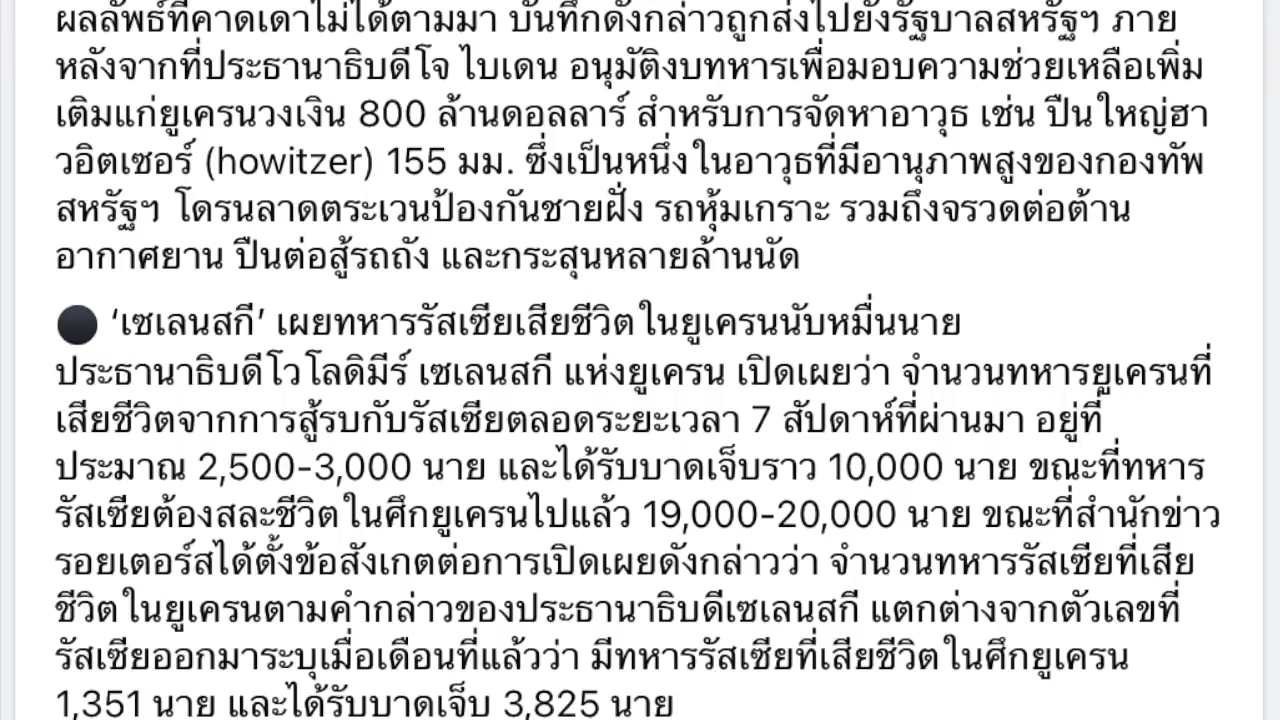 ผลลัพธ์ที่คาดเดาไม่ได้ตามมา บันทึกดังกล่าวถูกส่งไปยังรัฐบาลสหรัฐฯ ภาย
หลังจากที่ประธานาธิบดีโจ ไบเดน อนุมัติงบทหารเพื่อมอบความช่วยเหลือเพิ่ม
เติมแก่ยูเครนวงเงิน 800 ล้านดอลลาร์ สำหรับการจัดหาอาวุธ เช่น ปืนใหญ่ฮา
วอิตเซอร์ (howitzer) 155 มม. ซึ่งเป็นหนึ่งในอาวุธที่มีอานุภาพสูงของกองทัพ
สหรัฐฯ โดรนลาดตระเวนป้องกันชายฝั่ง รถหุ้มเกราะ รวมถึงจรวดต่อต้าน
อากาศยาน ปืนต่อสู้รถถัง และกระสุนหลายล้านนัด
⚫ ‘เซเลนสกี’ เผยทหารรัสเซียเสียชีวิตในยูเครนนับหมื่นนาย
ประธานาธิบดีโวโลดิมีร์ เซเลนสกี แห่งยูเครน เปิดเผยว่า จำนวนทหารยูเครนที่
เสียชีวิตจากการสู้รบกับรัสเซียตลอดระยะเวลา 7 สัปดาห์ที่ผ่านมา อยู่ที่
ประมาณ 2,500-3,000 นาย และได้รับบาดเจ็บราว 10,000 นาย ขณะที่ทหาร
รัสเซียต้องสละชีวิตในศึกยูเครนไปแล้ว 19,000-20,000 นาย ขณะที่สำนักข่าว
รอยเตอร์สได้ตั้งข้อสังเกตต่อการเปิดเผยดังกล่าวว่า จำนวนทหารรัสเซียที่เสีย
ชีวิตในยูเครนตามคำกล่าวของประธานาธิบดีเซเลนสกี แตกต่างจากตัวเลขที่
รัสเซียออกมาระบุเมื่อเดือนที่แล้วว่า มีทหารรัสเซียที่เสียชีวิตในศึกยูเครน
1,351 นาย และได้รับบาดเจ็บ 3,825 นาย